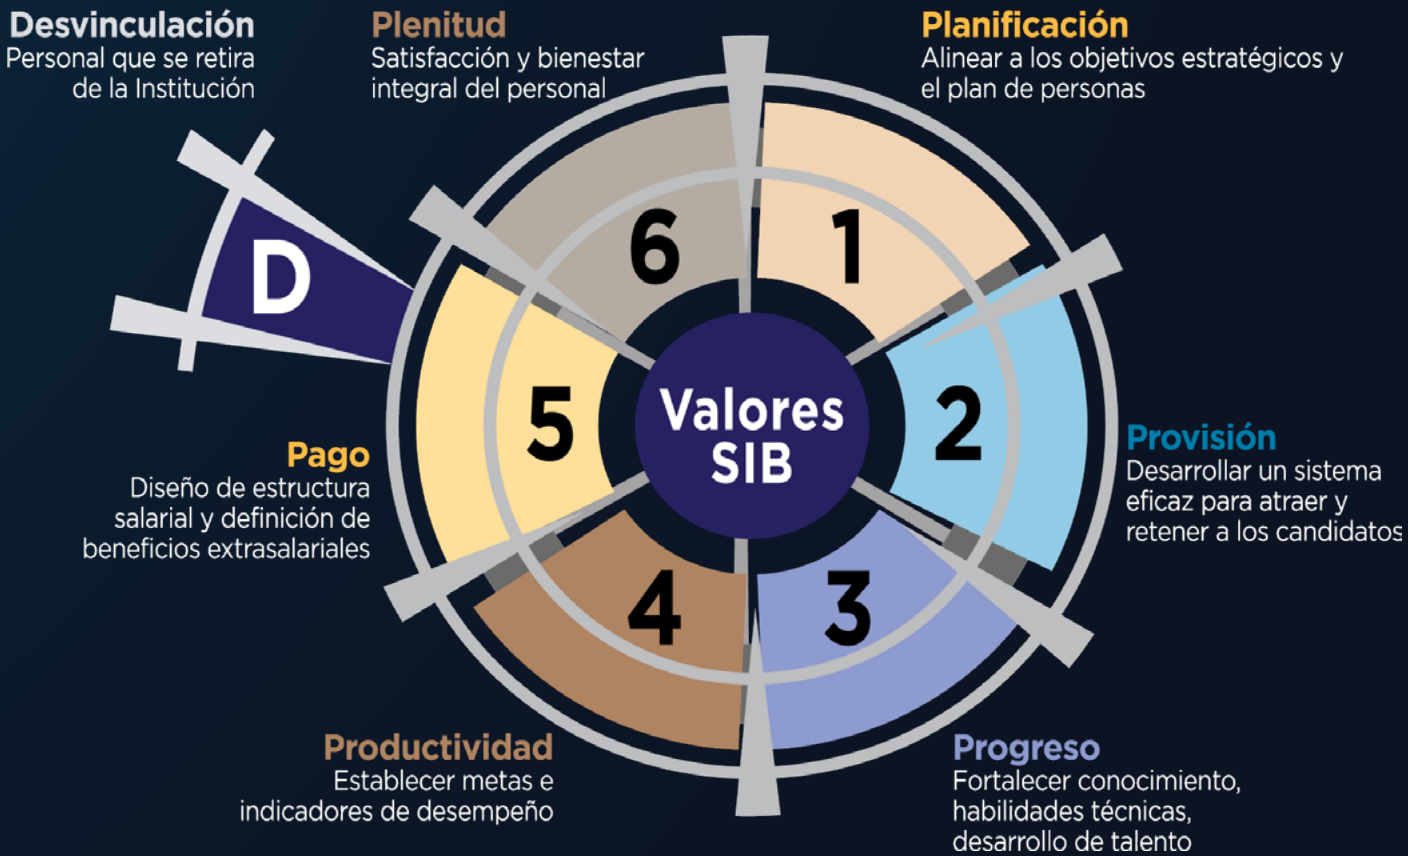 Desvinculación
Personal que se retira
de la Institución
Plenitud
Satisfacción y bienestar
integral del personal
Planificación
Alinear a los objetivos estratégicos y
el plan de personas
D
6
1
5
2
Valores
SIB
4
3
Pago
Diseño de estructura
salarial y definición de
beneficios extrasalariales
Provisión
Desarrollar un sistema
eficaz para atraer y
retener a los candidatos
Productividad
Establecer metas e
indicadores de desempeño
Progreso
Fortalecer conocimiento,
habilidades técnicas,
desarrollo de talento